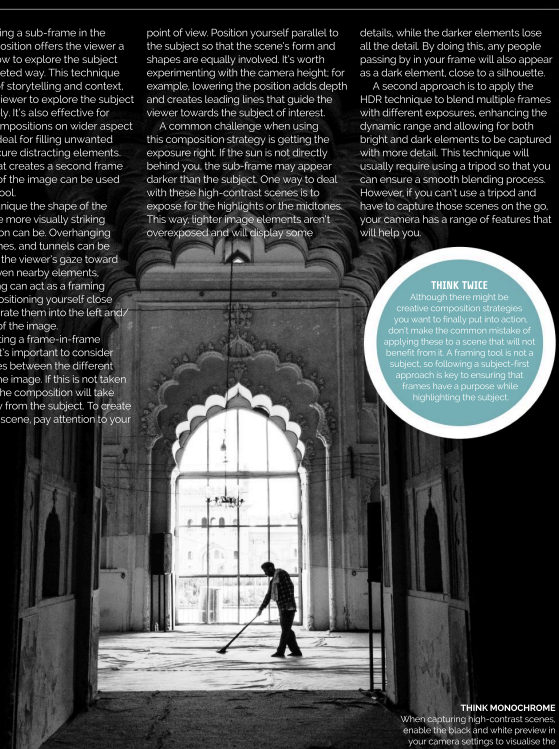 ing a sub-frame in the
osition offers the viewer a
ow to explore the subject
eted way. This technique
f storytelling and context,
iewer to explore the subject
ly. It's also effective for
mpositions on wider aspect
deal for filling unwanted
cure distracting elements.
at creates a second frame
of the image can be used
ool.
nique the shape of the
e more visually striking
on can be. Overhanging
nes, and tunnels can be
the viewer's gaze toward
ven nearby elements,
ng can act as a framing
ositioning yourself close
rate them into the left and/
of the image.
ting a frame-in-frame
t's important to consider
es between the different
ne image. If this is not taken
he composition will take
y from the subject. To create
scene, pay attention to your
point of view. Position yourself parallel to
the subject so that the scene's form and
shapes are equally involved. It's worth
experimenting with the camera height; for
example, lowering the position adds depth
and creates leading lines that guide the
viewer towards the subject of interest.
A common challenge when using
this composition strategy is getting the
exposure right. If the sun is not directly
behind you, the sub-frame may appear
darker than the subject. One way to deal
with these high-contrast scenes is to
expose for the highlights or the midtones.
This way, lighter image elements aren't
overexposed and will display some
details, while the darker elements lose
all the detail. By doing this, any people
passing by in your frame will also appear
as a dark element, close to a silhouette.
A second approach is to apply the
HDR technique to blend multiple frames
with different exposures, enhancing the
dynamic range and allowing for both
bright and dark elements to be captured
with more detail. This technique will
usually require using a tripod so that you
can ensure a smooth blending process.
However, if you can't use a tripod and
have to capture those scenes on the go,
your camera has a range of features that
will help you.
THINK TWICE
Although there might be
creative composition strategies
you want to finally put into action,
don't make the common mistake of
applying these to a scene that will not
benefit from it. A framing tool is not a
subject, so following a subject-first
approach is key to ensuring that
frames have a purpose while
highlighting the subject.
THINK MONOCHROME
When capturing high-contrast scenes,
enable the black and white preview in
your camera settings to visualise the